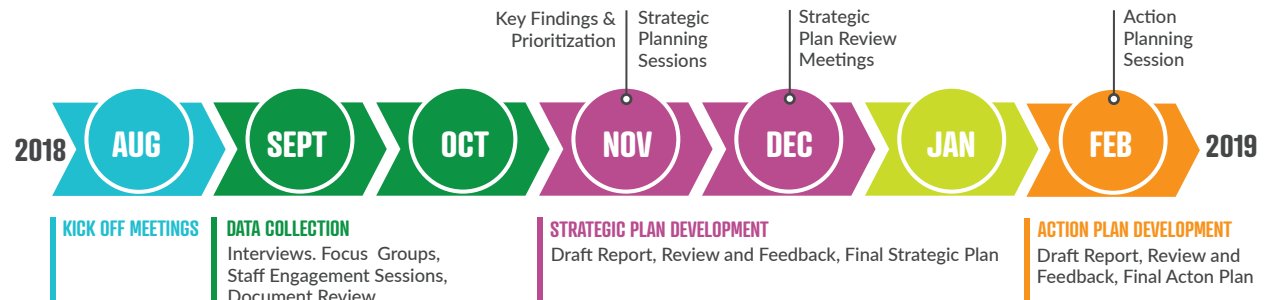 Key Findings &
Prioritization
Strategic
Planning
Sessions
Strategic
Plan Review
Meetings
Action
Planning
Session
2018
AUG
SEPT
OCT
NOV
DEC
JAN
FEB
2019
KICK OFF MEETINGS
DATA COLLECTION
Interviews. Focus Groups,
Staff Engagement Sessions,
Document Review
STRATEGIC PLAN DEVELOPMENT
Draft Report, Review and Feedback, Final Strategic Plan
ACTION PLAN DEVELOPMENT
Draft Report, Review and
Feedback, Final Acton Plan